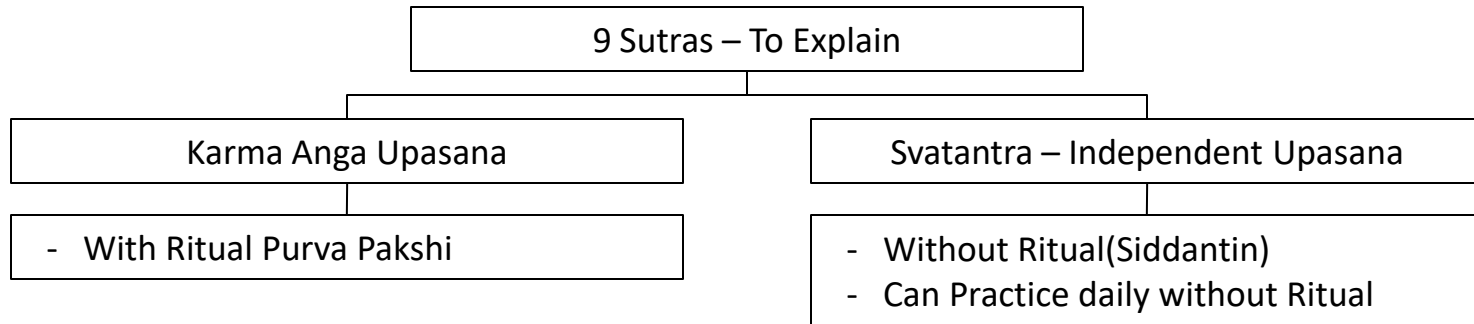 9 Sutras – To Explain
Karma Anga Upasana
- With Ritual Purva Pakshi
Svatantra – Independent Upasana
- Without Ritual(Siddantin)
- Can Practice daily without Ritual